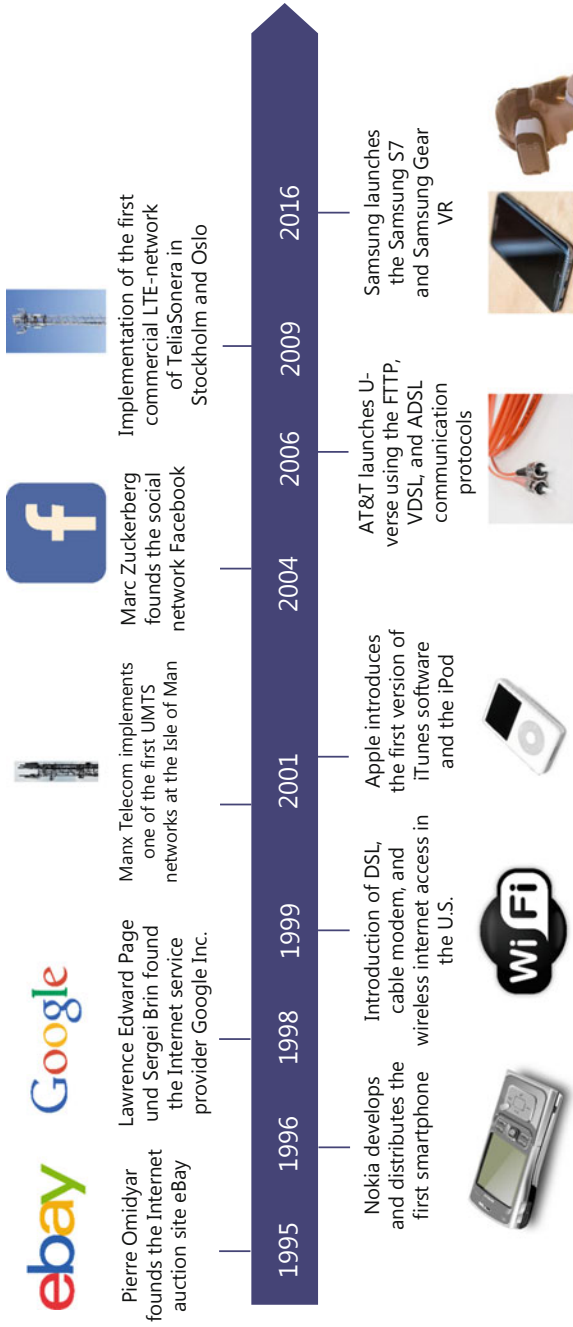 ebay
Pierre Omidyar
founds the Internet
auction site eBay
Google
Lawrence Edward Page
und Sergei Brin found
the Internet service
provider Google Inc.
Manx Telecom implements
one of the first UMTS
networks at the Isle of Man
f
Marc Zuckerberg
founds the social
network Facebook
Implementation of the first
commercial LTE-network
of TeliaSonera in
Stockholm and Oslo
1995 1996 1998 1999 2001 2004 2006 2009 2016
Nokia develops
and distributes the
first smartphone
Introduction of DSL,
cable modem, and
wireless internet access in
the U.S.
Wi Fi
Apple introduces
the first version of
iTunes software
and the iPod
AT&T launches U-
verse using the FTTP,
VDSL, and ADSL
communication
protocols
Samsung launches
the Samsung S7
and Samsung Gear
VR